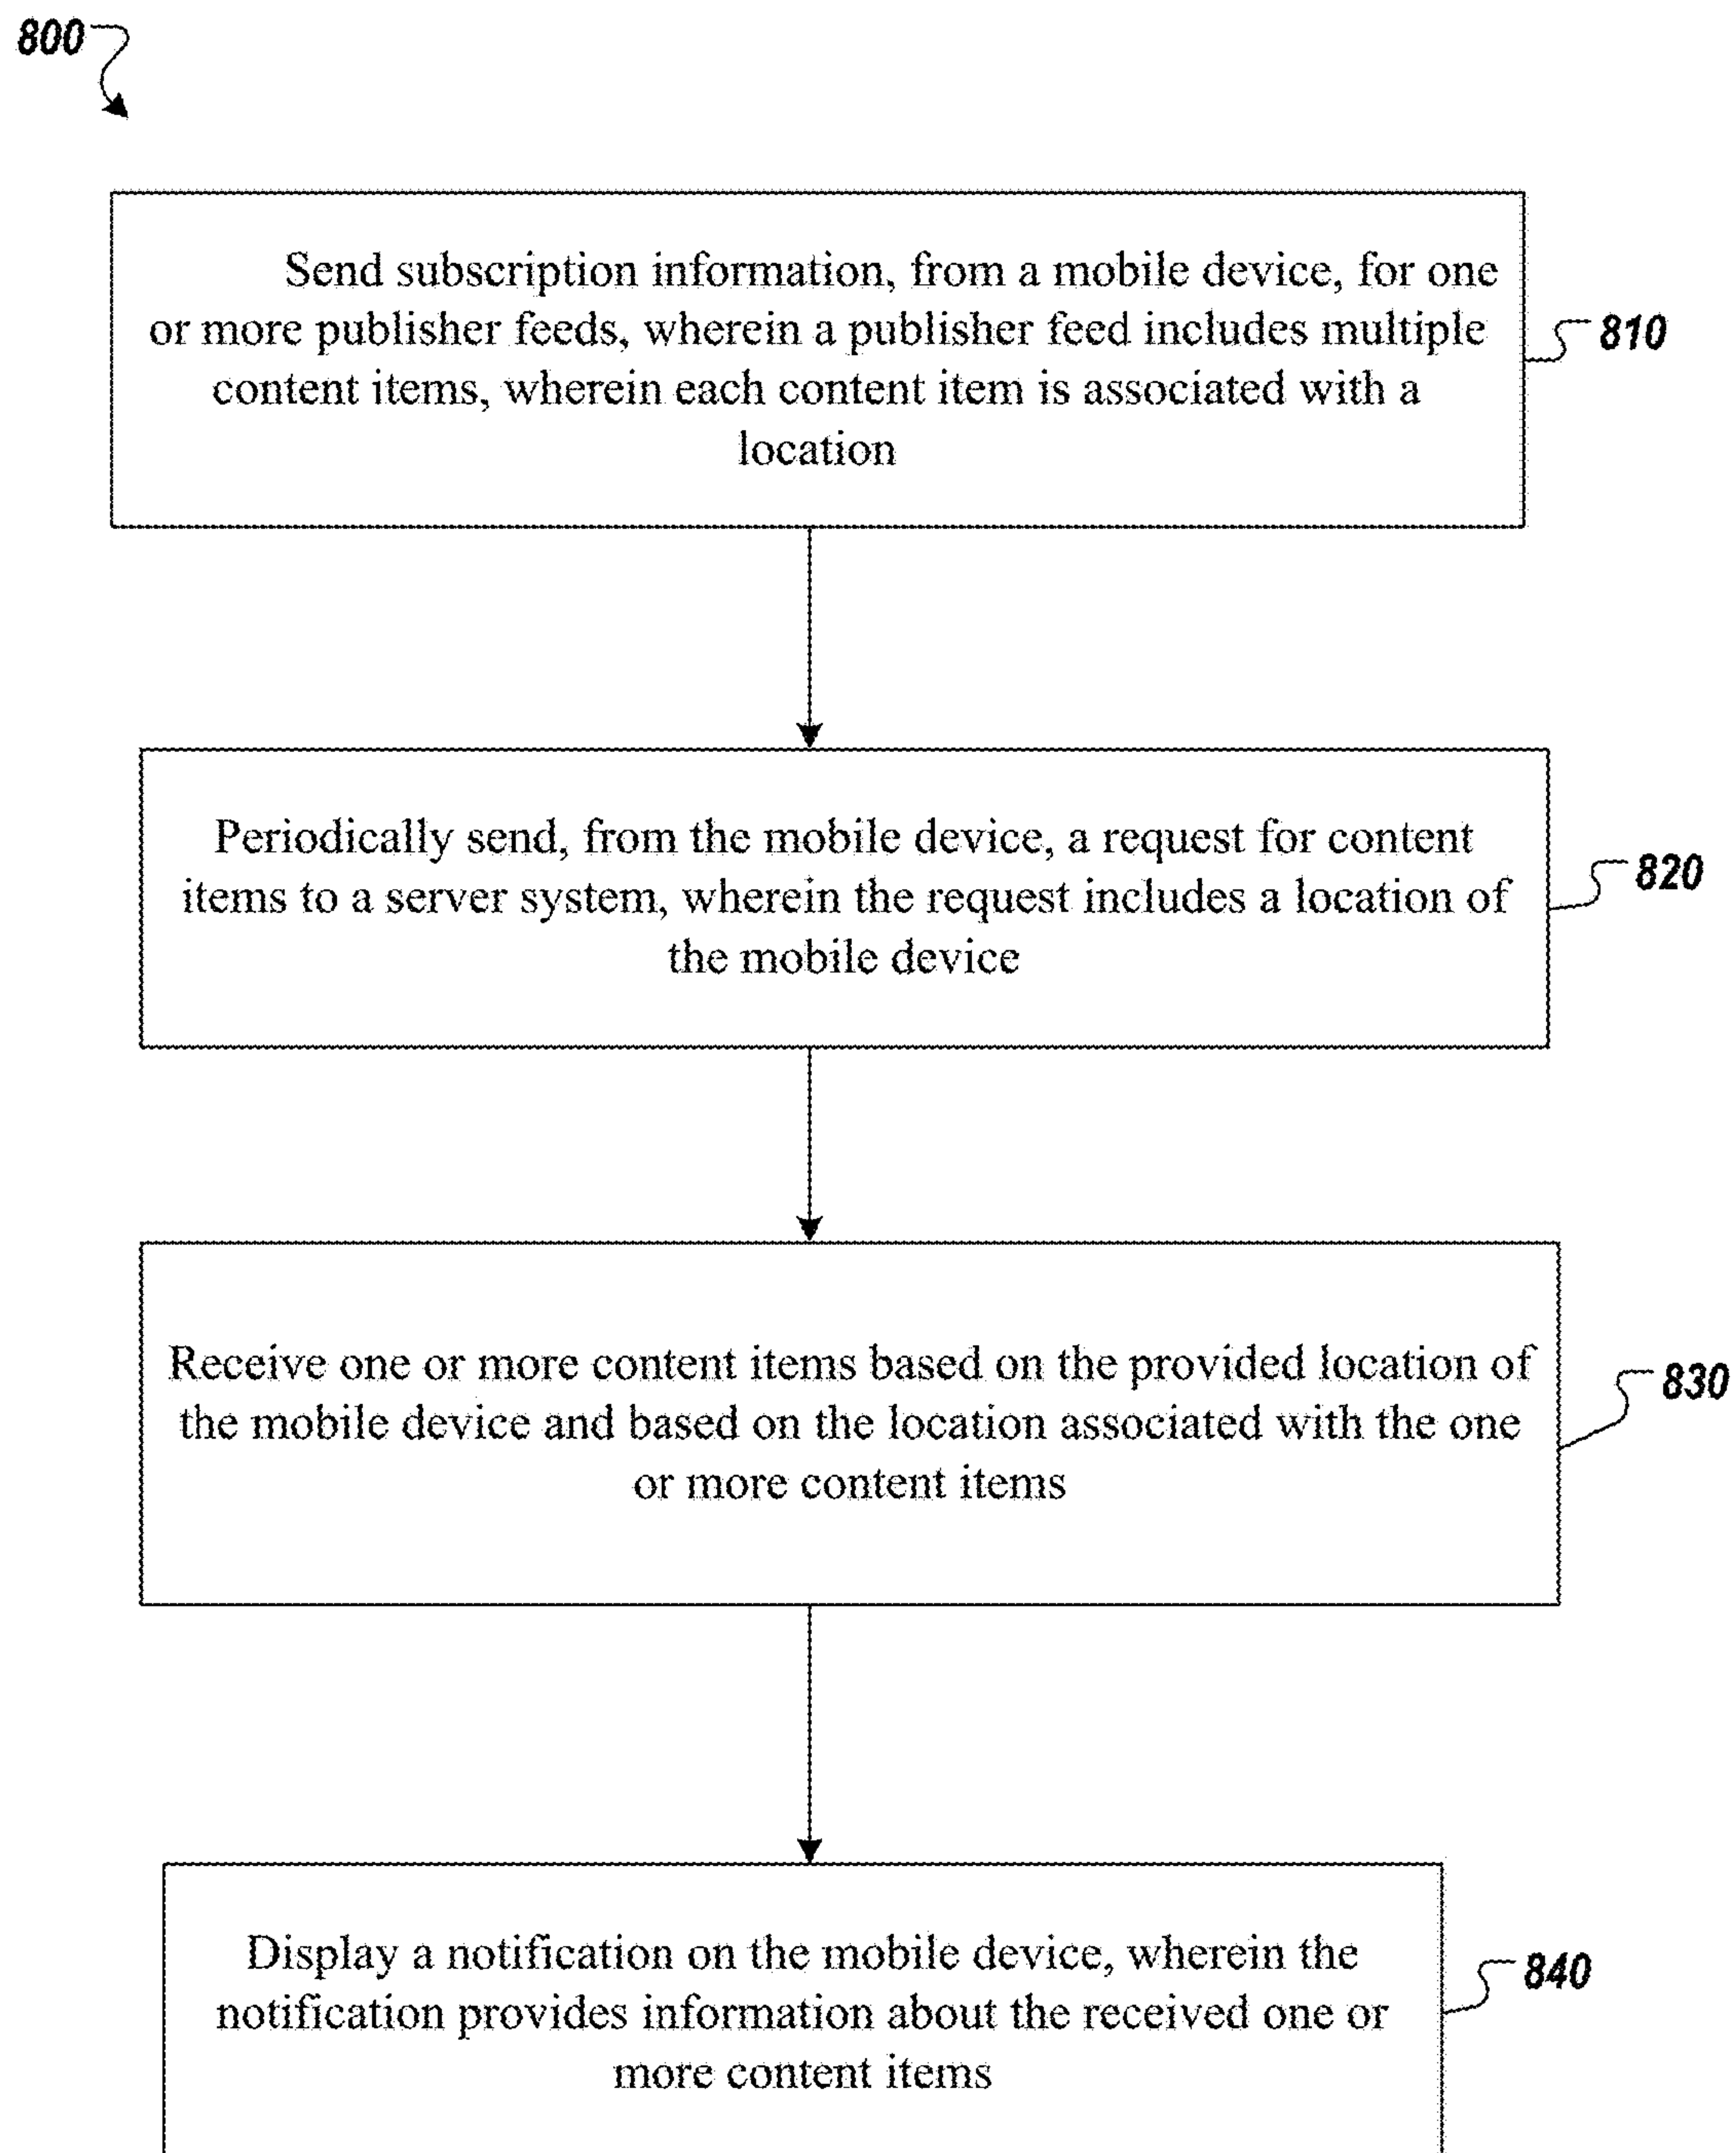 800
Send subscription information, from a mobile device, for one
or more publisher feeds, wherein a publisher feed includes multiple
content items, wherein each content item is associated with a
location
810
Periodically send, from the mobile device, a request for content
items to a server system, wherein the request includes a location of
the mobile device
820
Receive one or more content items based on the provided location of
the mobile device and based on the location associated with the one
or more content items
830
Display a notification on the mobile device, wherein the
notification provides information about the received one or
more content items
840